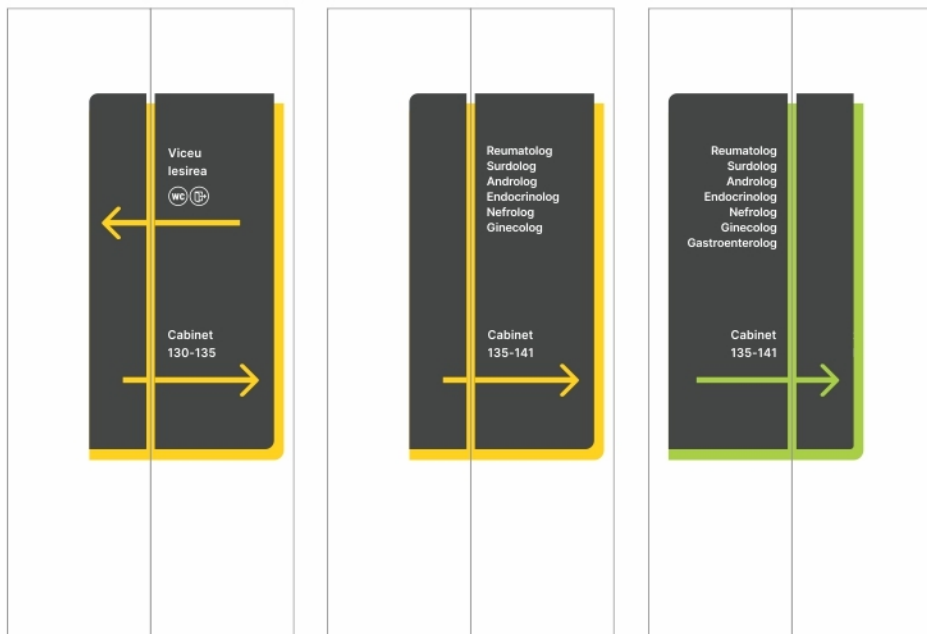 Viceu
Iesirea
WC
Cabinet
130-135
Reumatolog
Surdolog
Androlog
Endocrinolog
Nefrolog
Ginecolog
Cabinet
135-141
Reumatolog
Surdolog
Androlog
Endocrinolog
Nefrolog
Ginecolog
Gastroenterolog
Cabinet
135-141